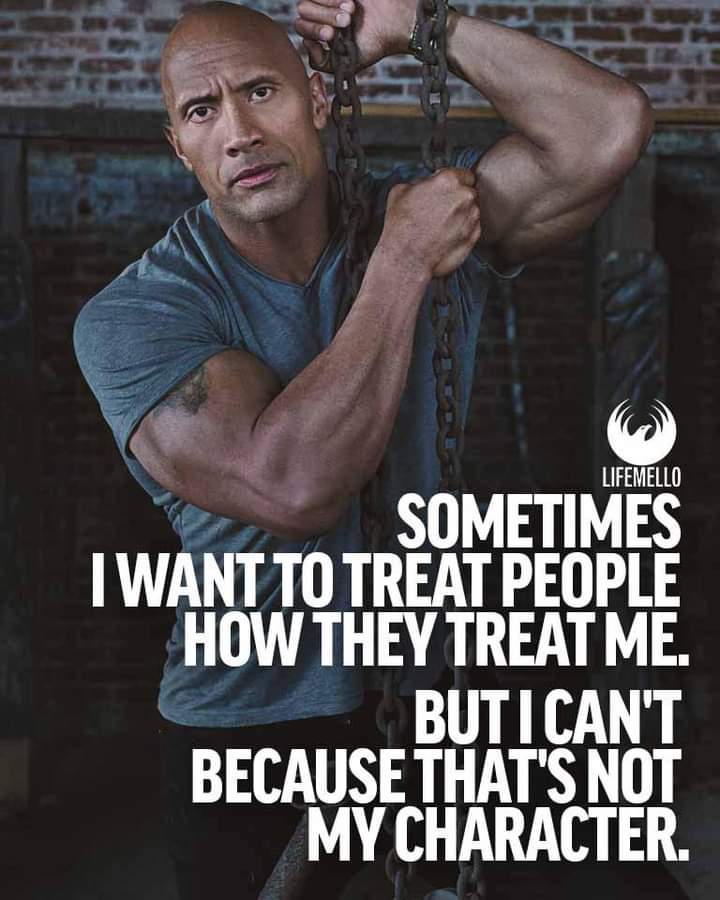 LIFEMELLO
SOMETIMES
I WANT TO TREAT PEOPLE
HOW THEY TREAT ME.
BUT I CAN'T
BECAUSE THAT'S NOT
MY CHARACTER.